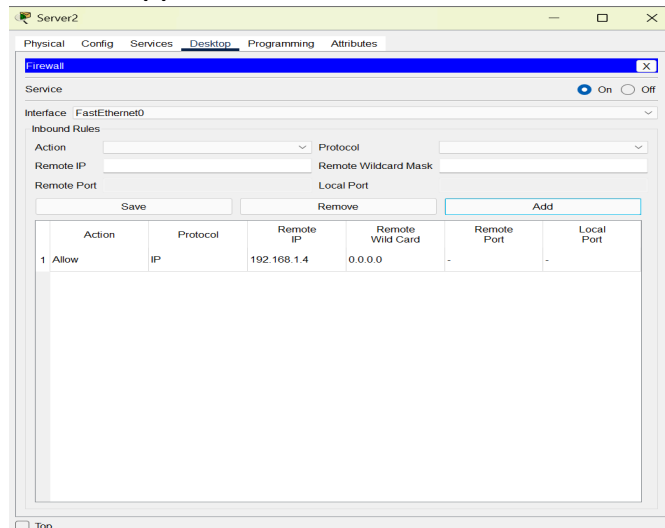 Server2
Physical Config Services Desktop Programming Attributes
Firewall X
Service On Off
Interface FastEthernet0
Inbound Rules
Action Protocol
Remote IP Remote Wildcard Mask
Remote Port Local Port
Save Remove Add
Action Protocol Remote IP Remote Wild Card Remote Port Local Port
1 Allow IP 192.168.1.4 0.0.0.0 - -
Top